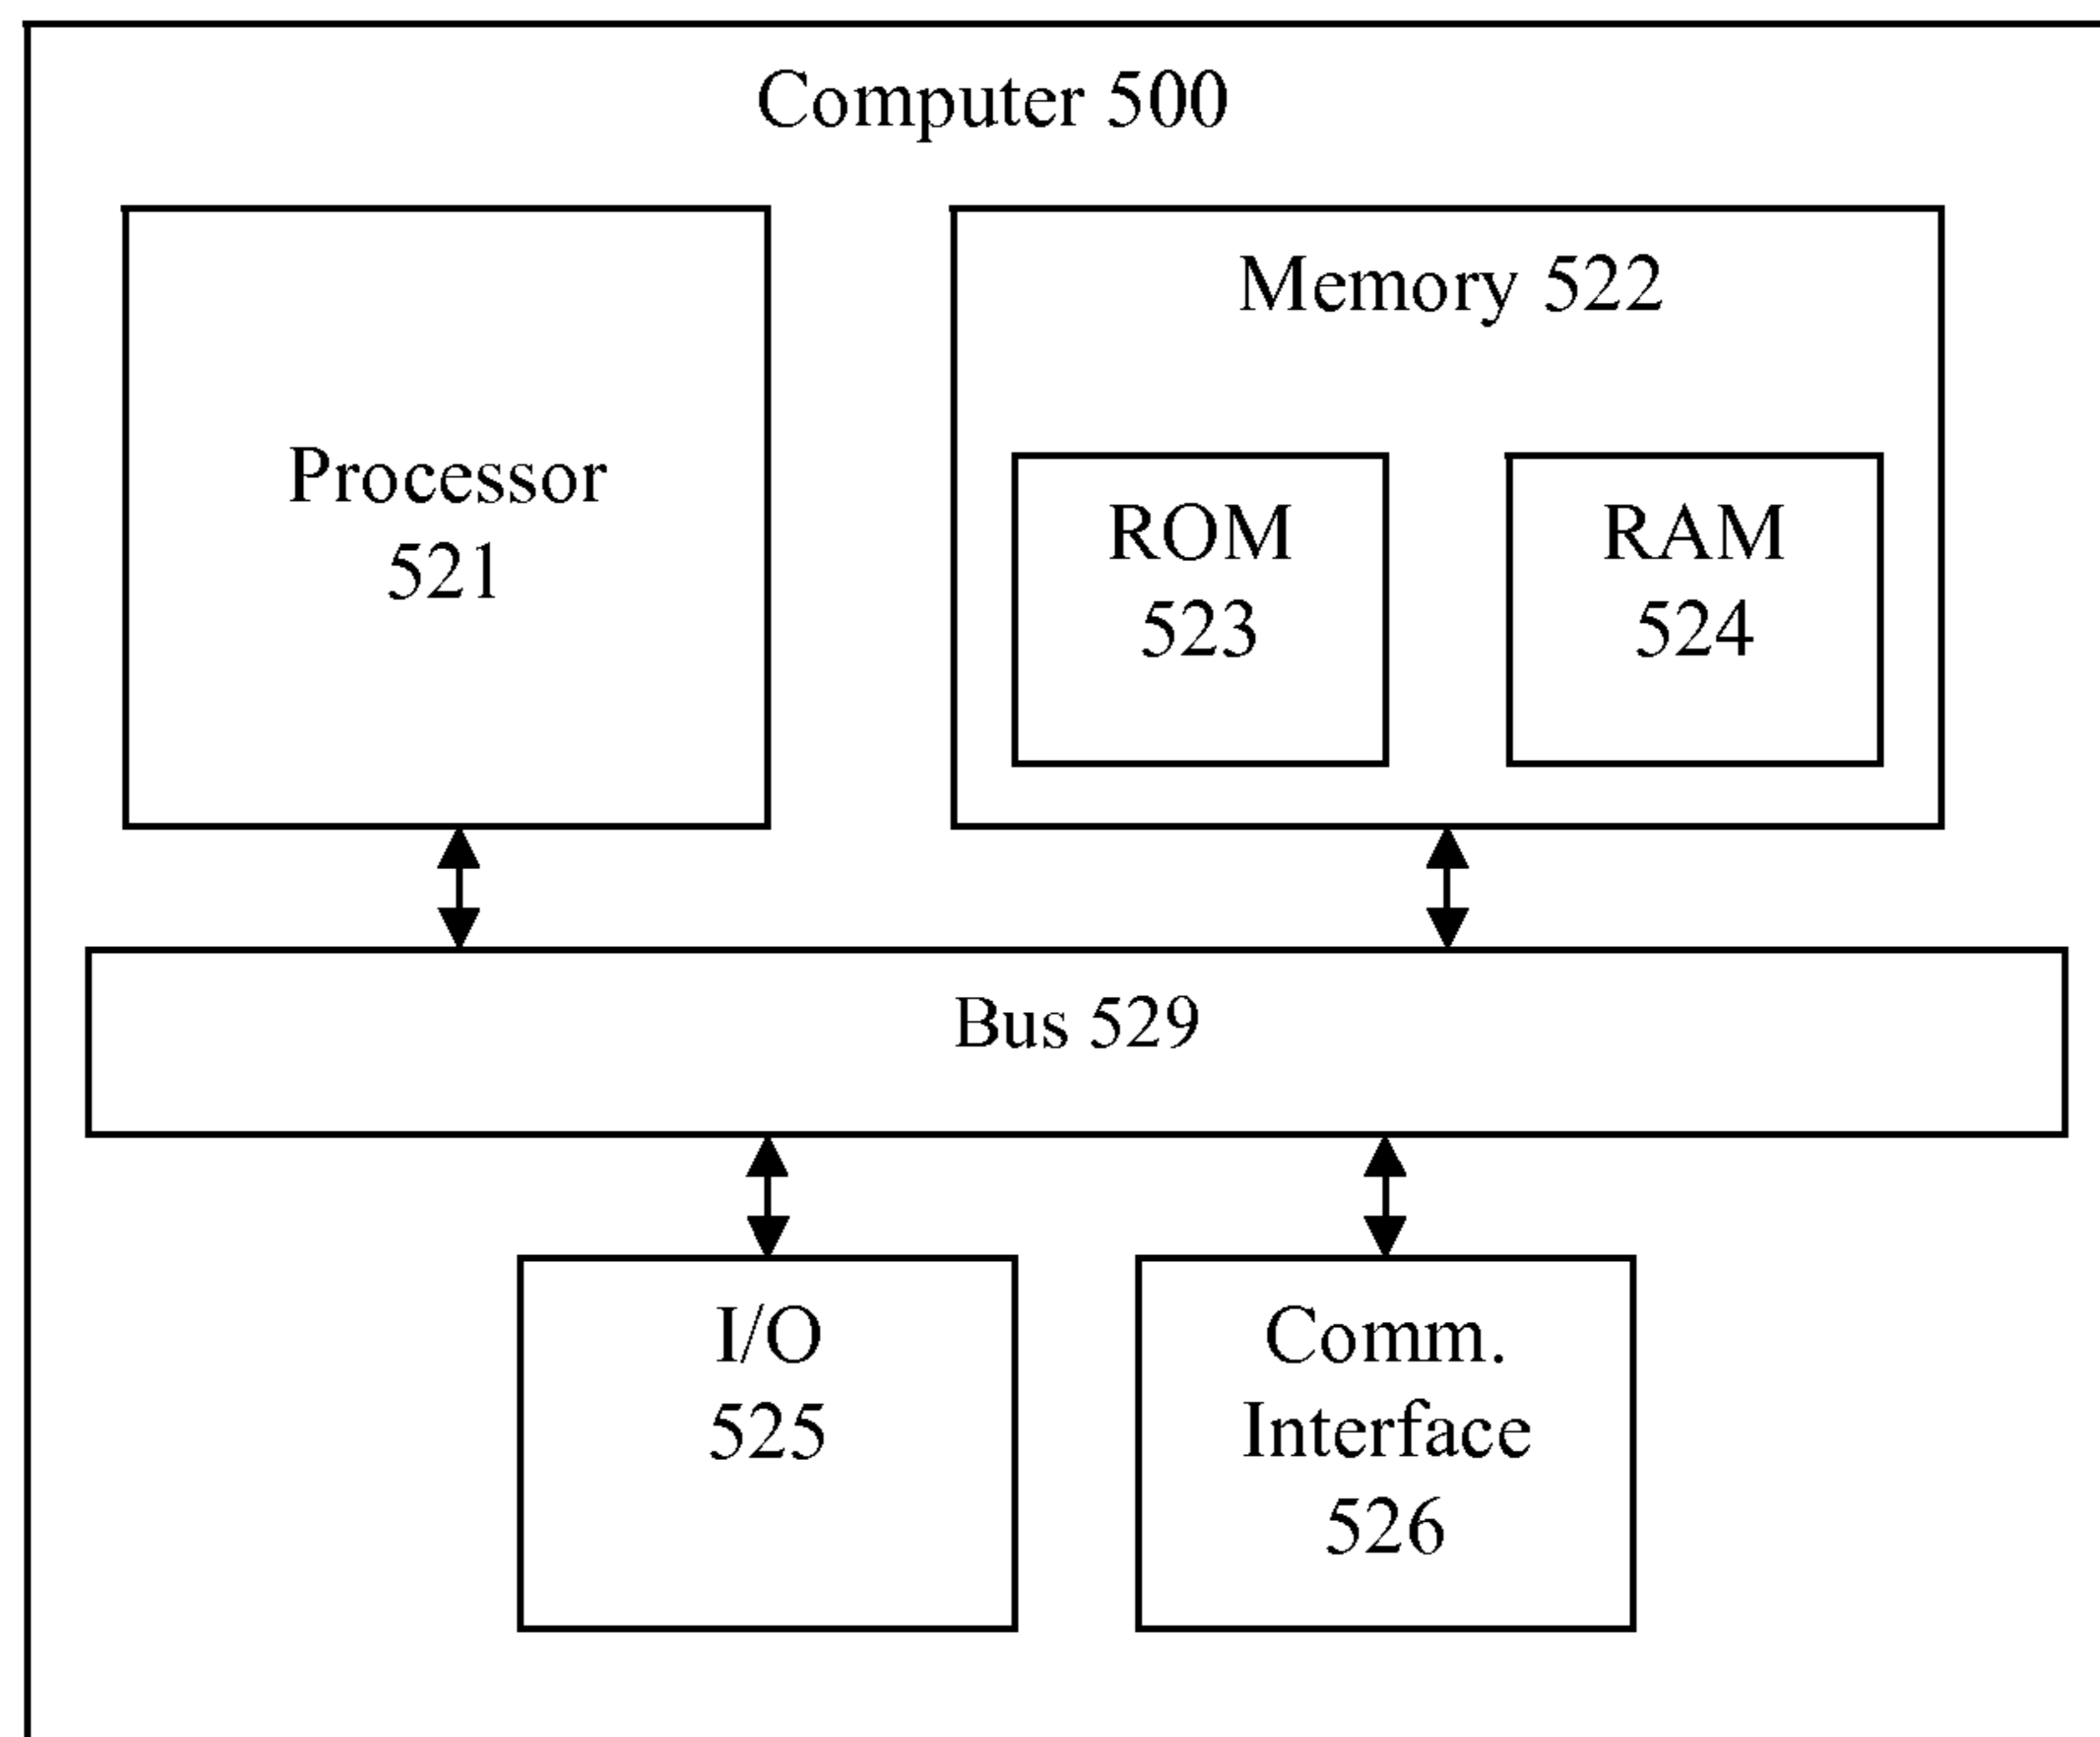 Computer 500
Processor
521
Memory 522
ROM
523
RAM
524
Bus 529
I/O
525
Comm.
Interface
526